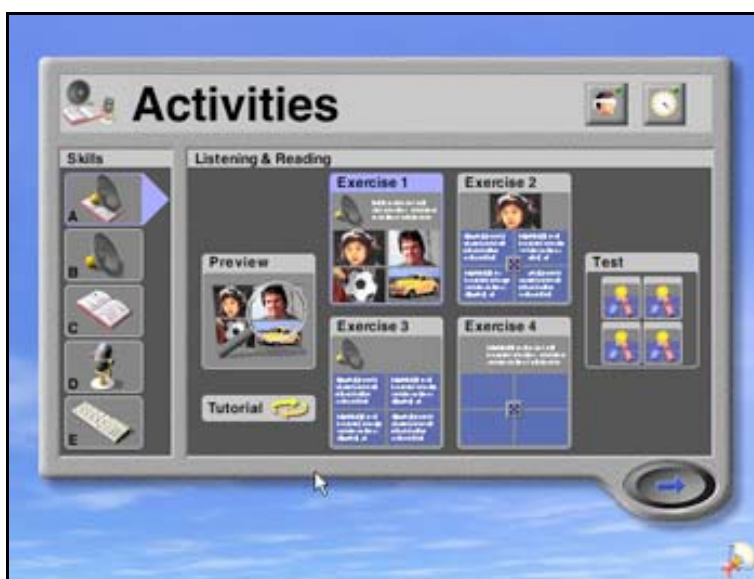 Activities
Skills
Listening & Reading
A
B
C
D
E
Preview
Tutorial
Exercise 1
Exercise 2
Exercise 3
Exercise 4
Test